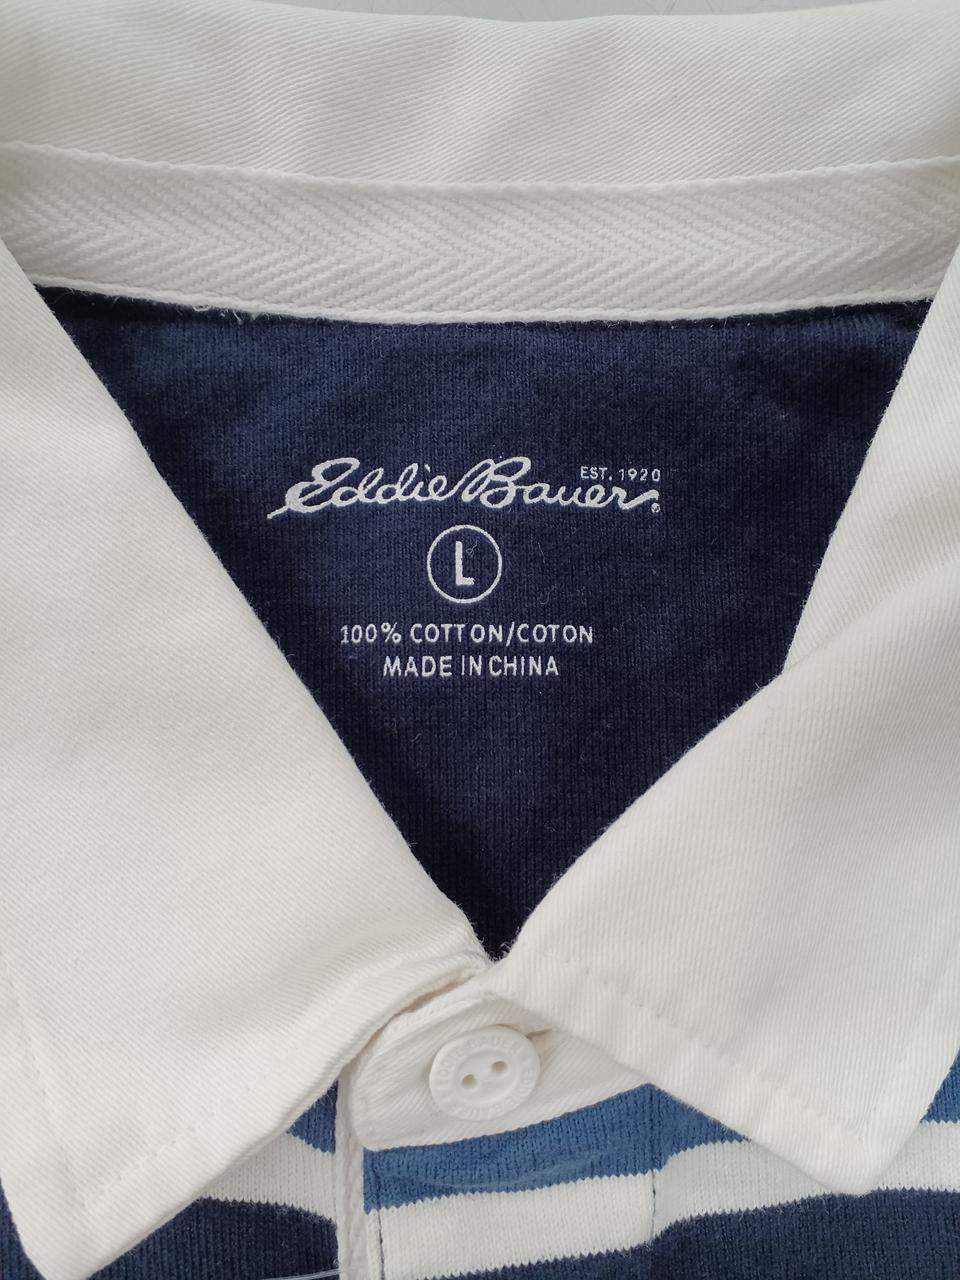 Eddie Bauer
EST. 1920
®
L
100% COTTON/COTON
MADE IN CHINA